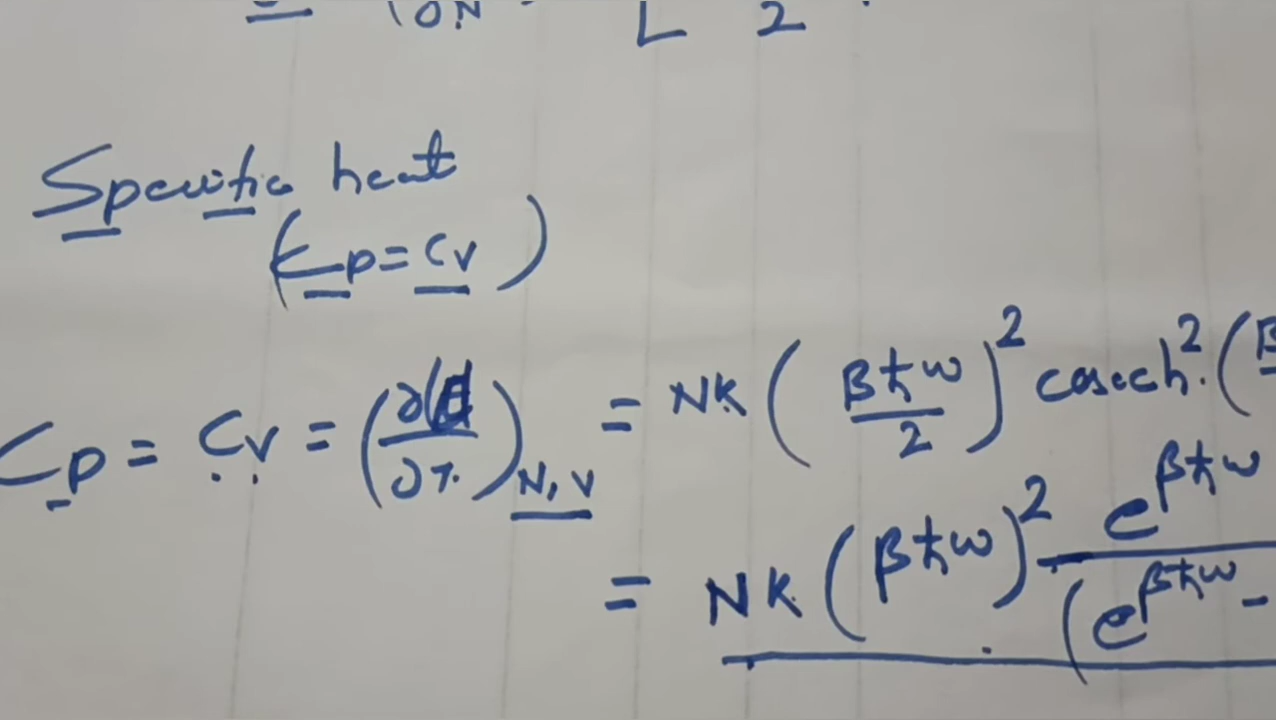 Specific heat
(Cp = Cv)
Cp = Cv = (∂U/∂T)N,V = NK (βħω/2)² cosech² (β
= NK (βħω)² e^βħω / (e^βħω -